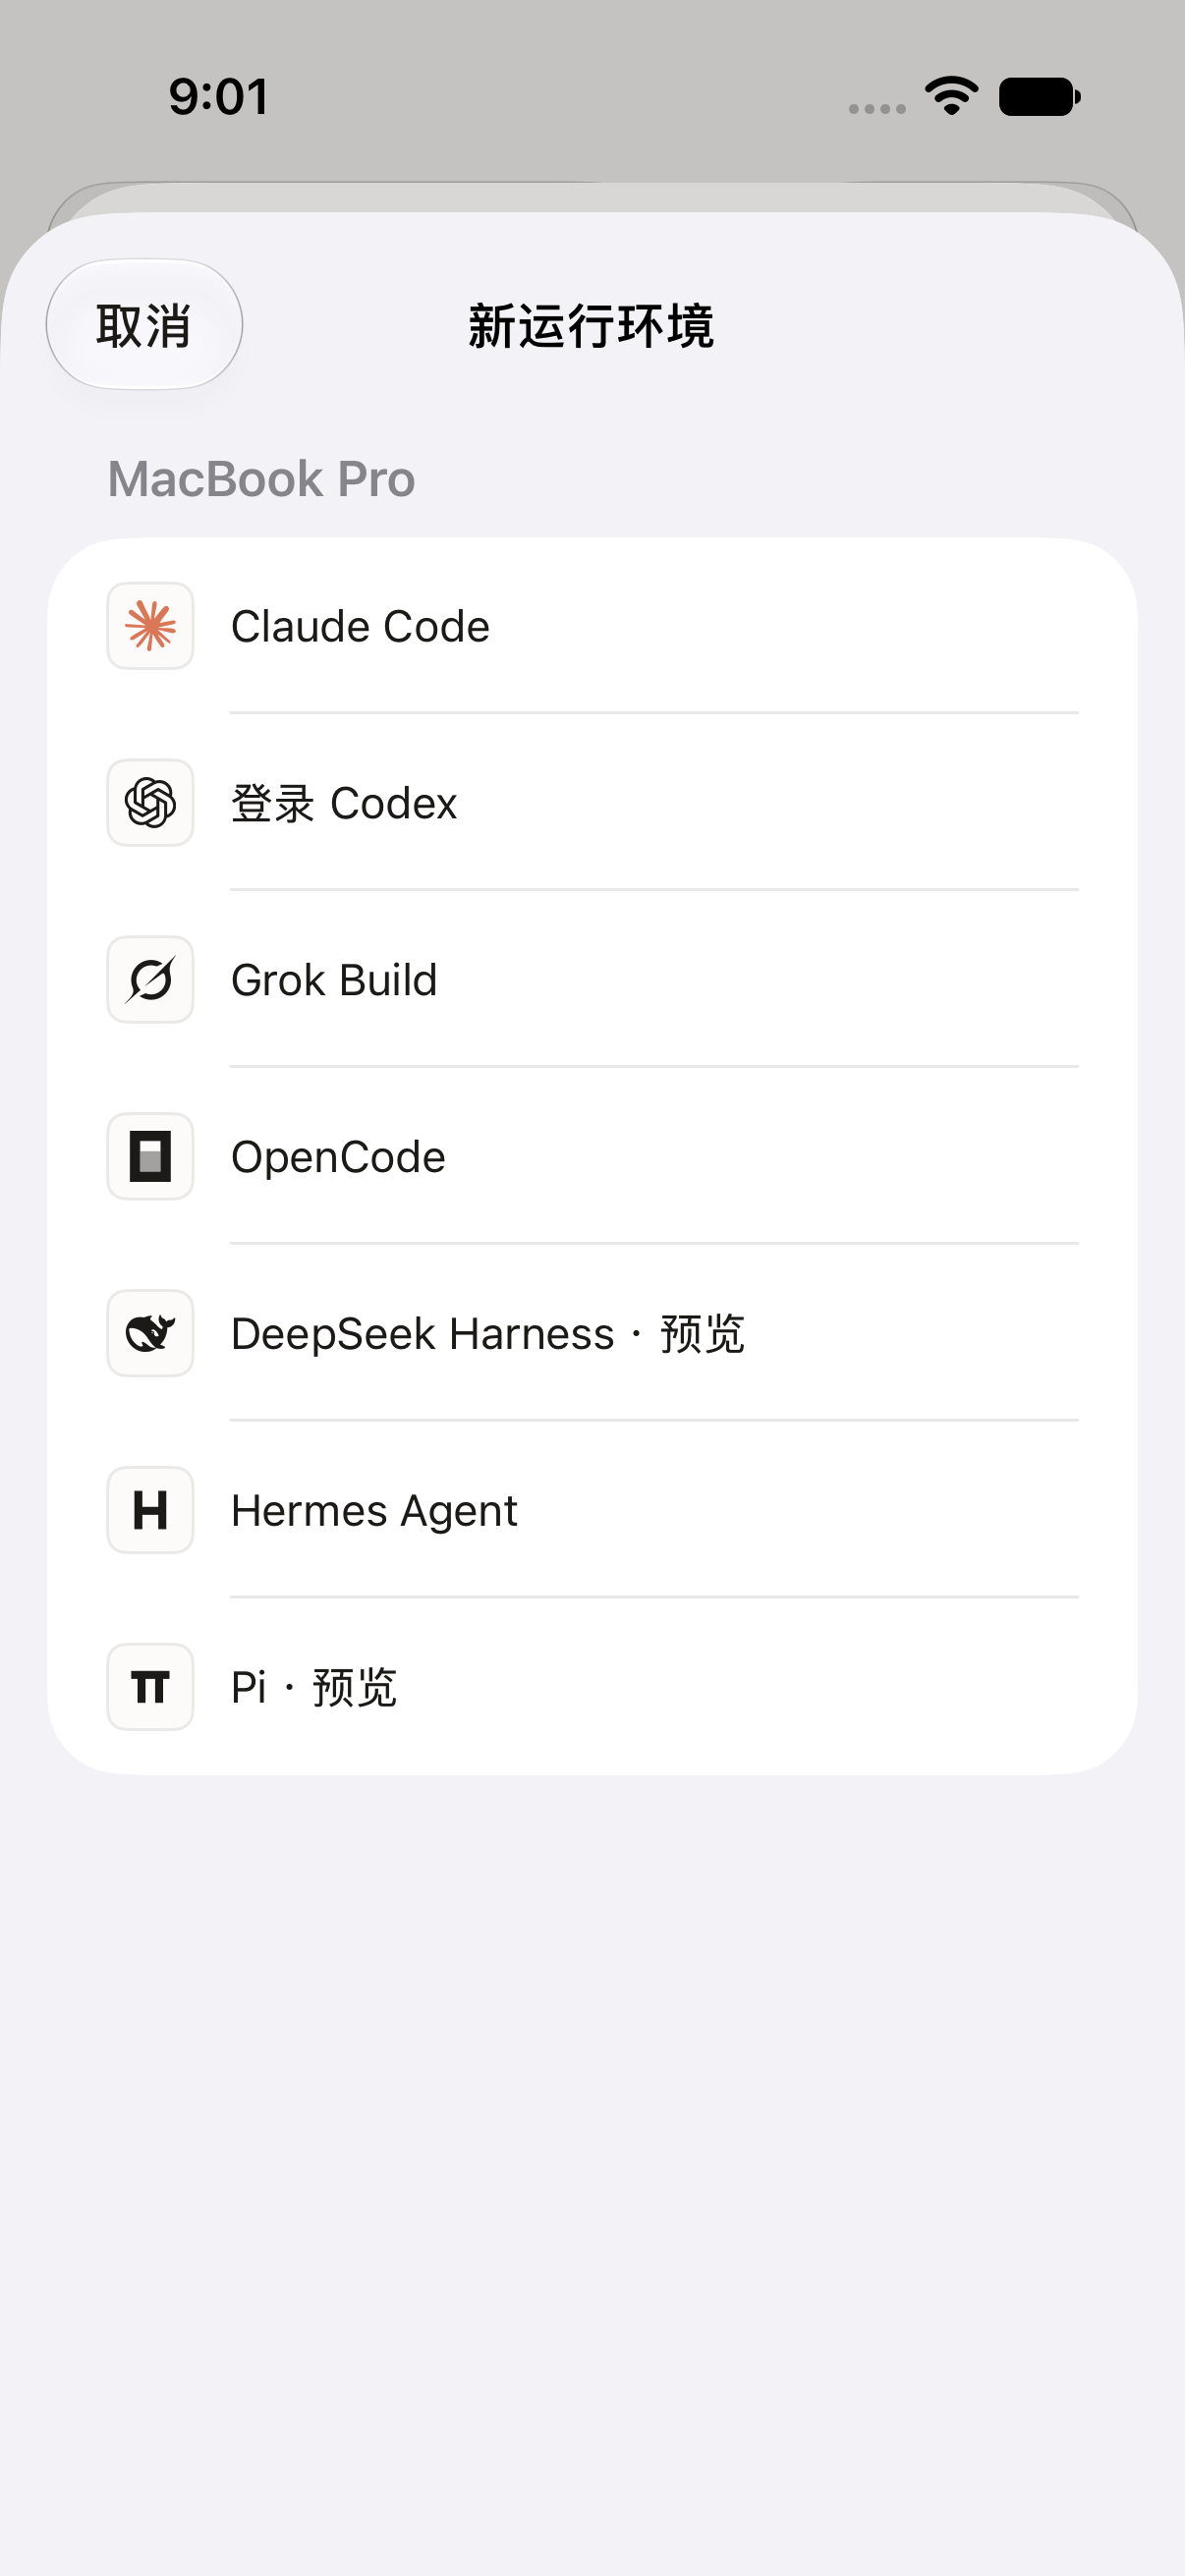 9:01
取消
新运行环境
MacBook Pro
Claude Code
登录 Codex
Grok Build
OpenCode
DeepSeek Harness · 预览
H
Hermes Agent
Pi · 预览